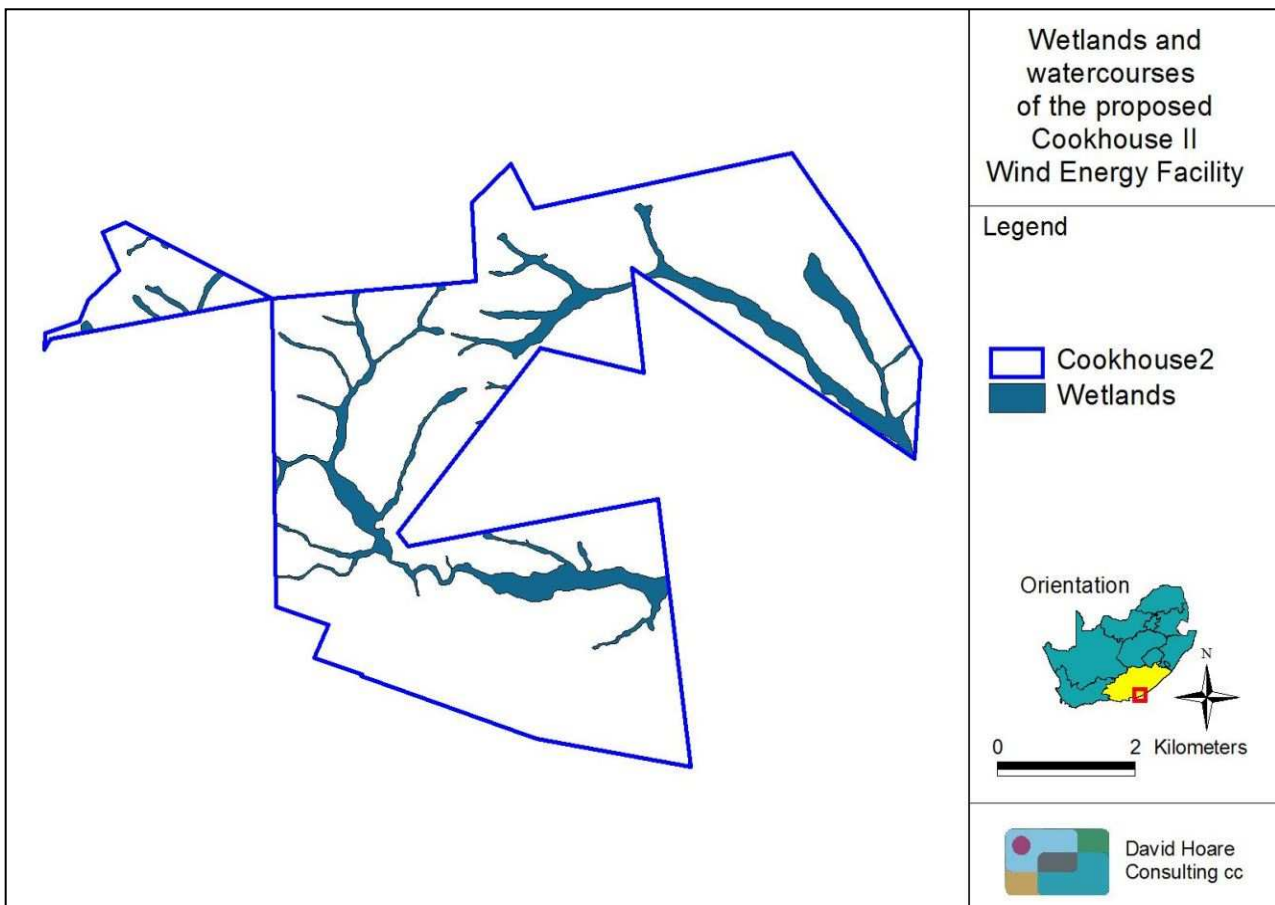 Wetlands and
watercourses
of the proposed
Cookhouse II
Wind Energy Facility
Legend
Cookhouse2
Wetlands
Orientation
N
0 2 Kilometers
David Hoare
Consulting cc